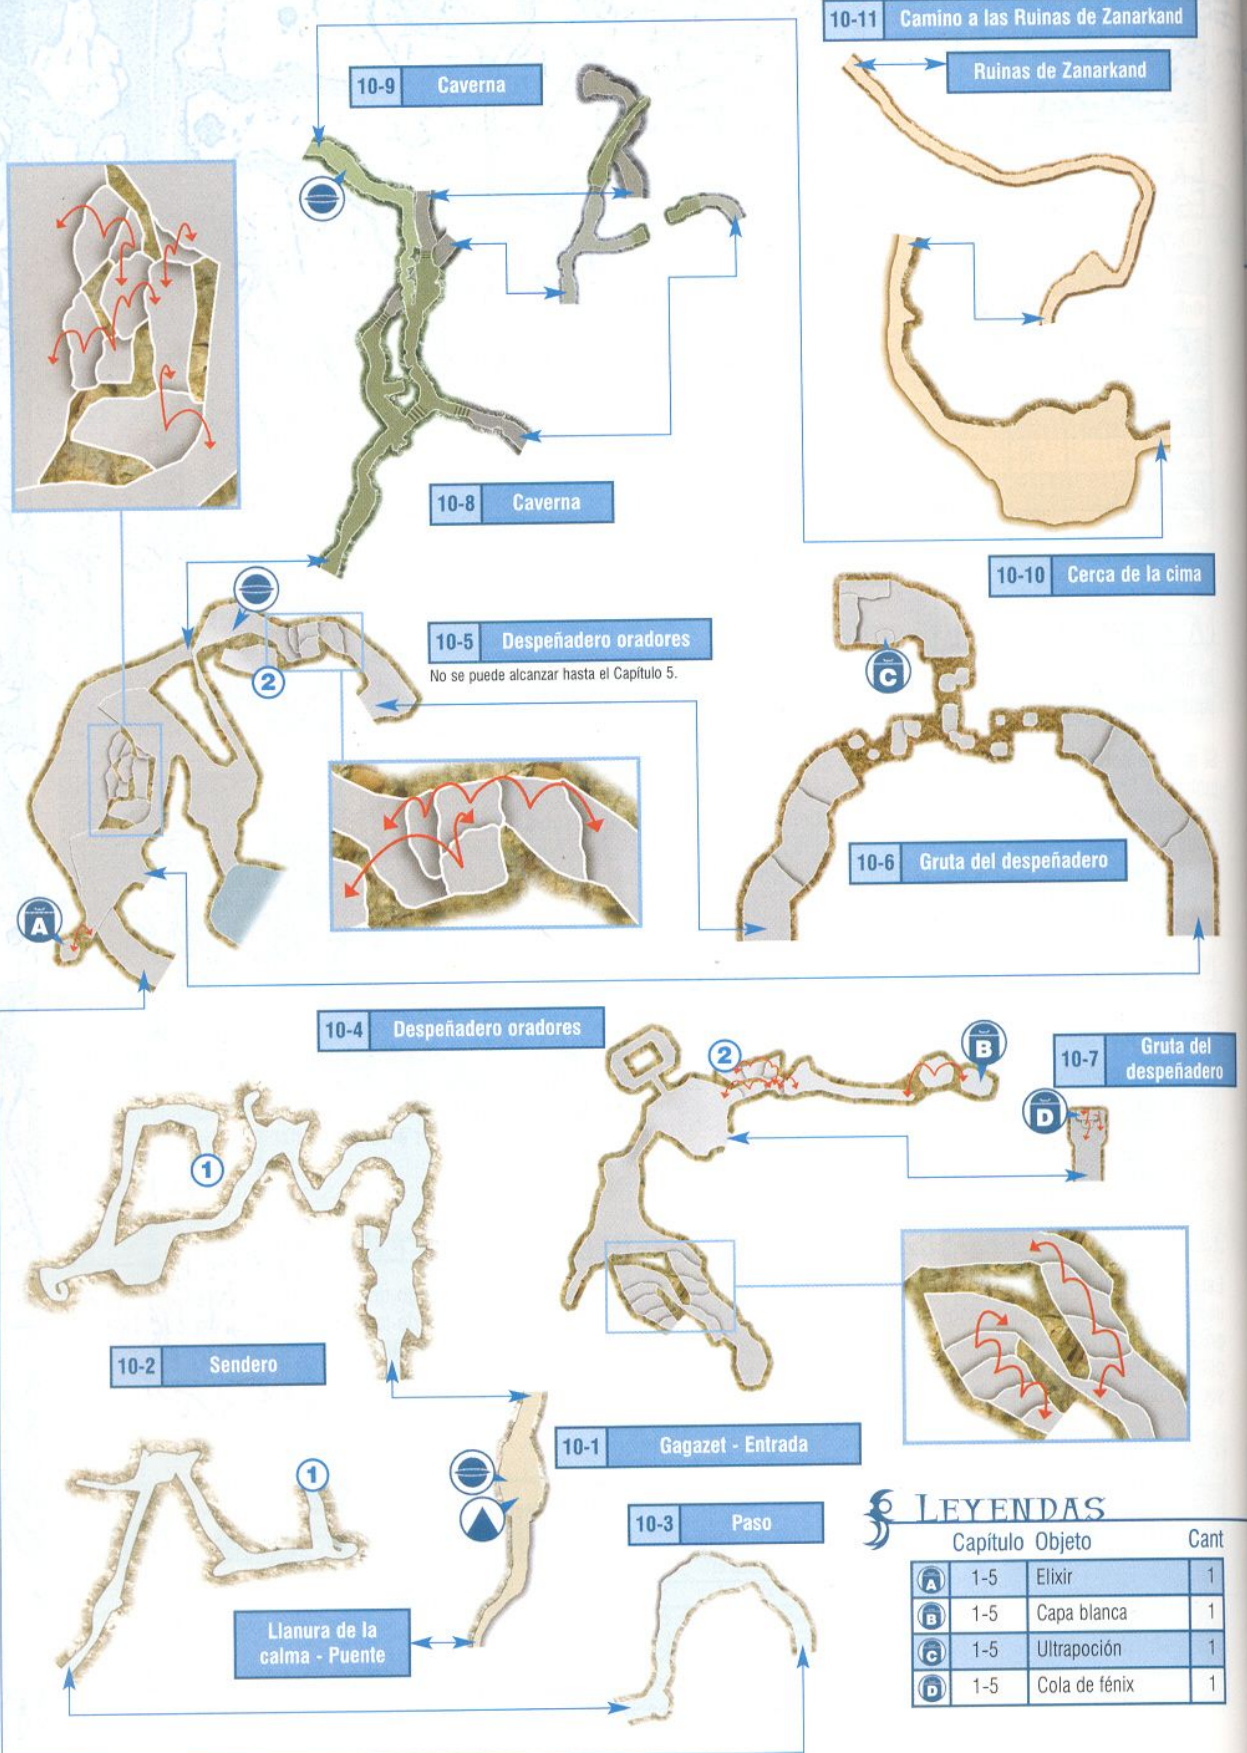 10-11 Camino a las Ruinas de Zanarkand
Ruinas de Zanarkand
10-9 Caverna
10-8 Caverna
10-10 Cerca de la cima
C
10-5 Despeñadero oradores
No se puede alcanzar hasta el Capítulo 5.
2
10-6 Gruta del despeñadero
A
10-4 Despeñadero oradores
2
B
10-7 Gruta del
despeñadero
D
1
10-2 Sendero
10-1 Gagazet - Entrada
1
10-3 Paso
Llanura de la
calma - Puente
LEYENDAS
Capítulo Objeto Cant
A 1-5 Elixir 1
B 1-5 Capa blanca 1
C 1-5 Ultrapoción 1
D 1-5 Cola de fénix 1